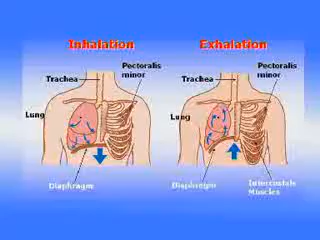 Inhalation
Exhalation
Pectoralis
minor
Trachea
Lung
Diaphragm
Pectoralis
minor
Trachea
Lung
Diaphragm
Intercostals
Muscles